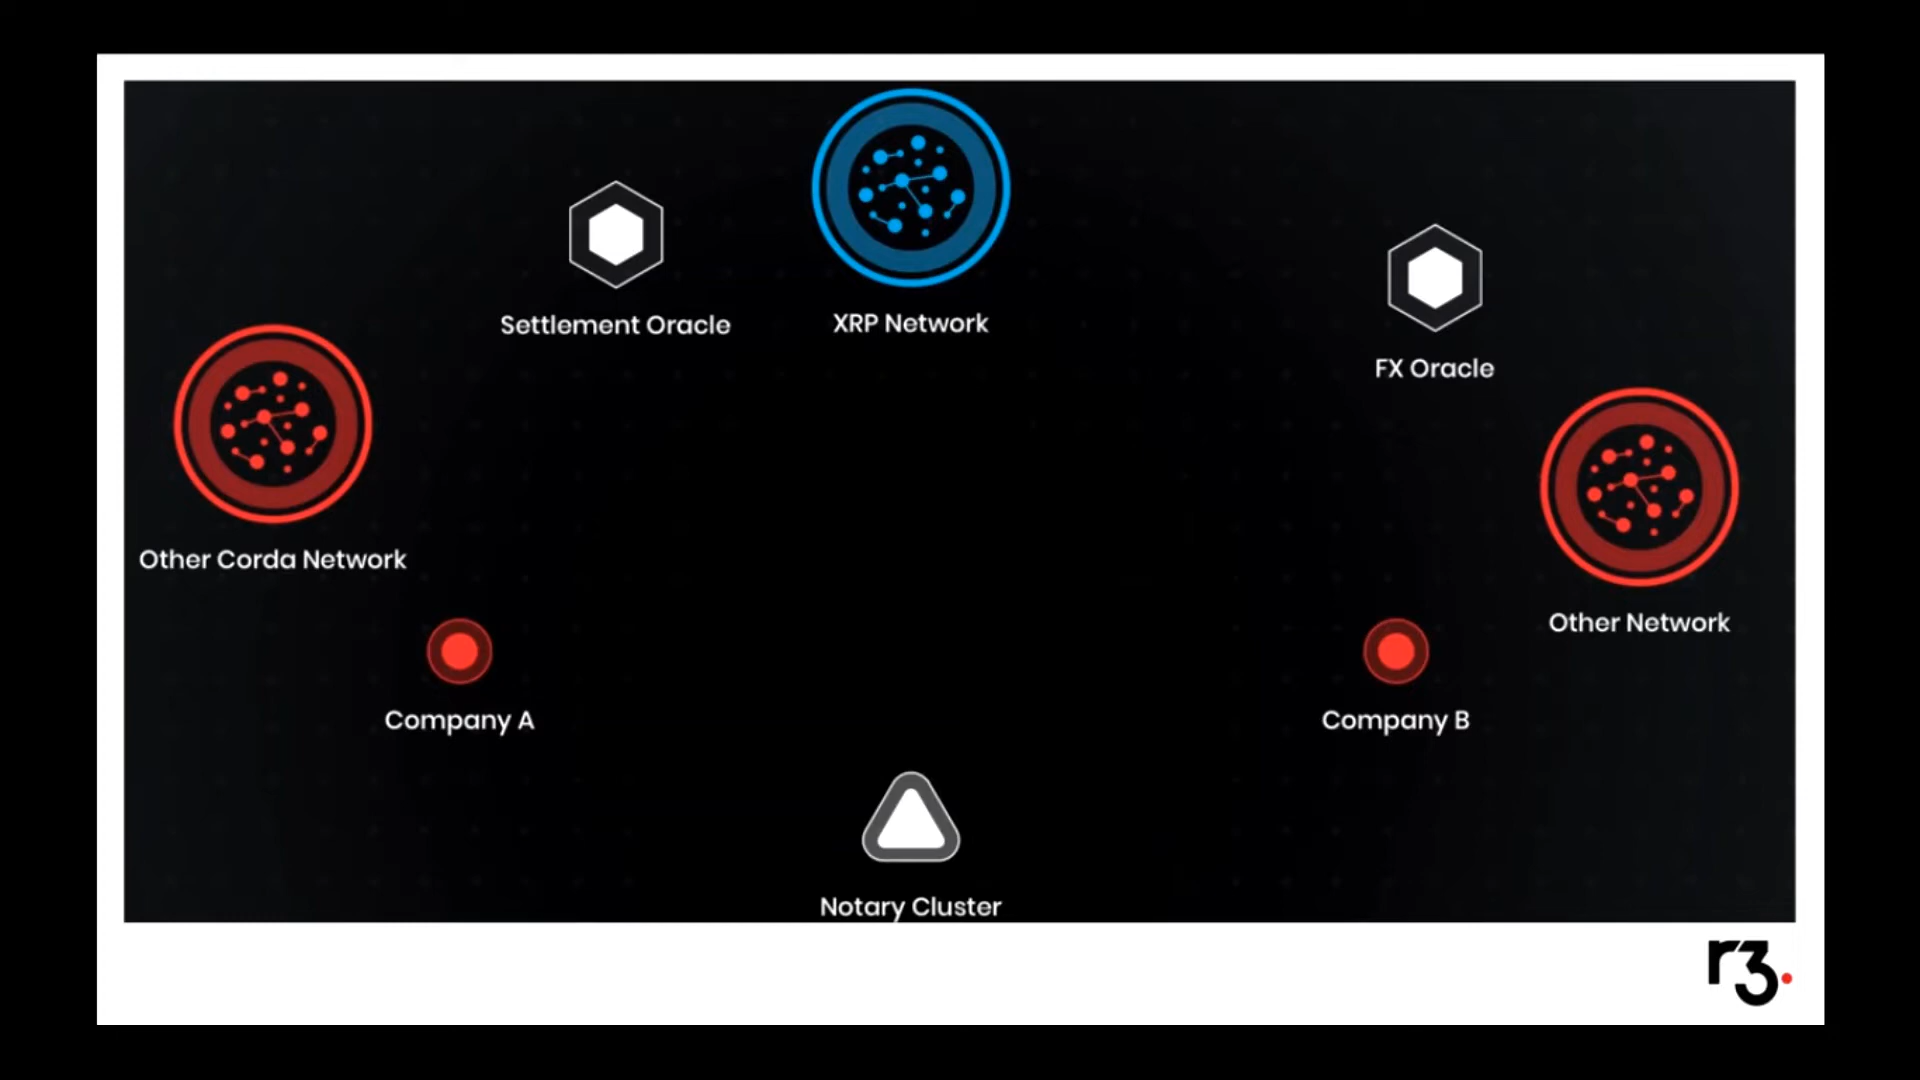 XRP Network
Settlement Oracle
FX Oracle
Other Corda Network
Other Network
Company A
Company B
Notary Cluster
r3.